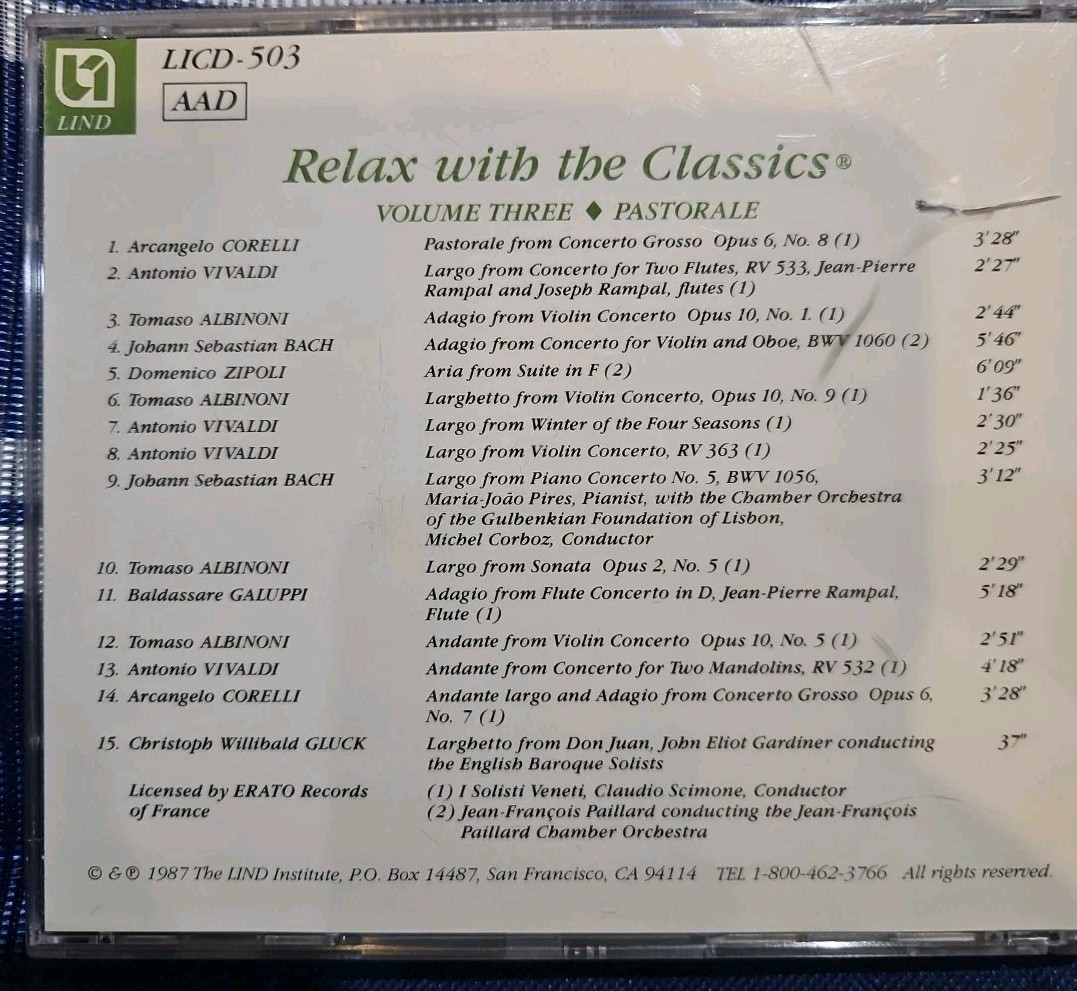 LICD-503
AAD
LIND
Relax with the Classics®
VOLUME THREE ♦ PASTORALE
1. Arcangelo CORELLI Pastorale from Concerto Grosso Opus 6, No. 8 (1) 3'28"
2. Antonio VIVALDI Largo from Concerto for Two Flutes, RV 533, Jean-Pierre 2'27"
Rampal and Joseph Rampal, flutes (1)
3. Tomaso ALBINONI Adagio from Violin Concerto Opus 10, No. 1. (1) 2'44"
4. Johann Sebastian BACH Adagio from Concerto for Violin and Oboe, BWV 1060 (2) 5'46"
5. Domenico ZIPOLI Aria from Suite in F (2) 6'09"
6. Tomaso ALBINONI Larghetto from Violin Concerto, Opus 10, No. 9 (1) 1'36"
7. Antonio VIVALDI Largo from Winter of the Four Seasons (1) 2'30"
8. Antonio VIVALDI Largo from Violin Concerto, RV 363 (1) 2'25"
9. Johann Sebastian BACH Largo from Piano Concerto No. 5, BWV 1056, 3'12"
Maria-João Pires, Pianist, with the Chamber Orchestra
of the Gulbenkian Foundation of Lisbon,
Michel Corboz, Conductor
10. Tomaso ALBINONI Largo from Sonata Opus 2, No. 5 (1) 2'29"
11. Baldassare GALUPPI Adagio from Flute Concerto in D, Jean-Pierre Rampal, 5'18"
Flute (1)
12. Tomaso ALBINONI Andante from Violin Concerto Opus 10, No. 5 (1) 2'51"
13. Antonio VIVALDI Andante from Concerto for Two Mandolins, RV 532 (1) 4'18"
14. Arcangelo CORELLI Andante largo and Adagio from Concerto Grosso Opus 6, 3'28"
No. 7 (1)
15. Christoph Willibald GLUCK Larghetto from Don Juan, John Eliot Gardiner conducting 37"
the English Baroque Soloists
Licensed by ERATO Records (1) I Solisti Veneti, Claudio Scimone, Conductor
of France (2) Jean-François Paillard conducting the Jean-François
Paillard Chamber Orchestra
© & ℗ 1987 The LIND Institute, P.O. Box 14487, San Francisco, CA 94114 TEL 1-800-462-3766 All rights reserved.